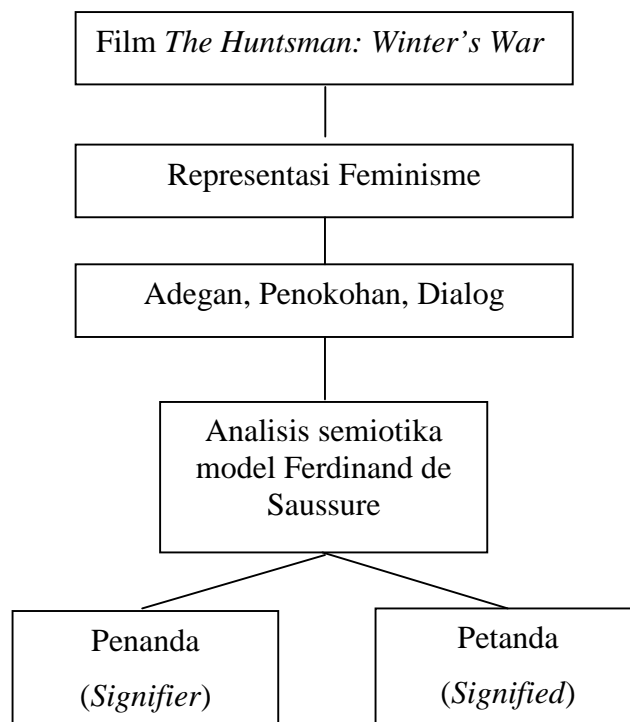 Film The Huntsman: Winter’s War
Representasi Feminisme
Adegan, Penokohan, Dialog
Analisis semiotika
model Ferdinand de
Saussure
Penanda
(Signifier)
Petanda
(Signified)